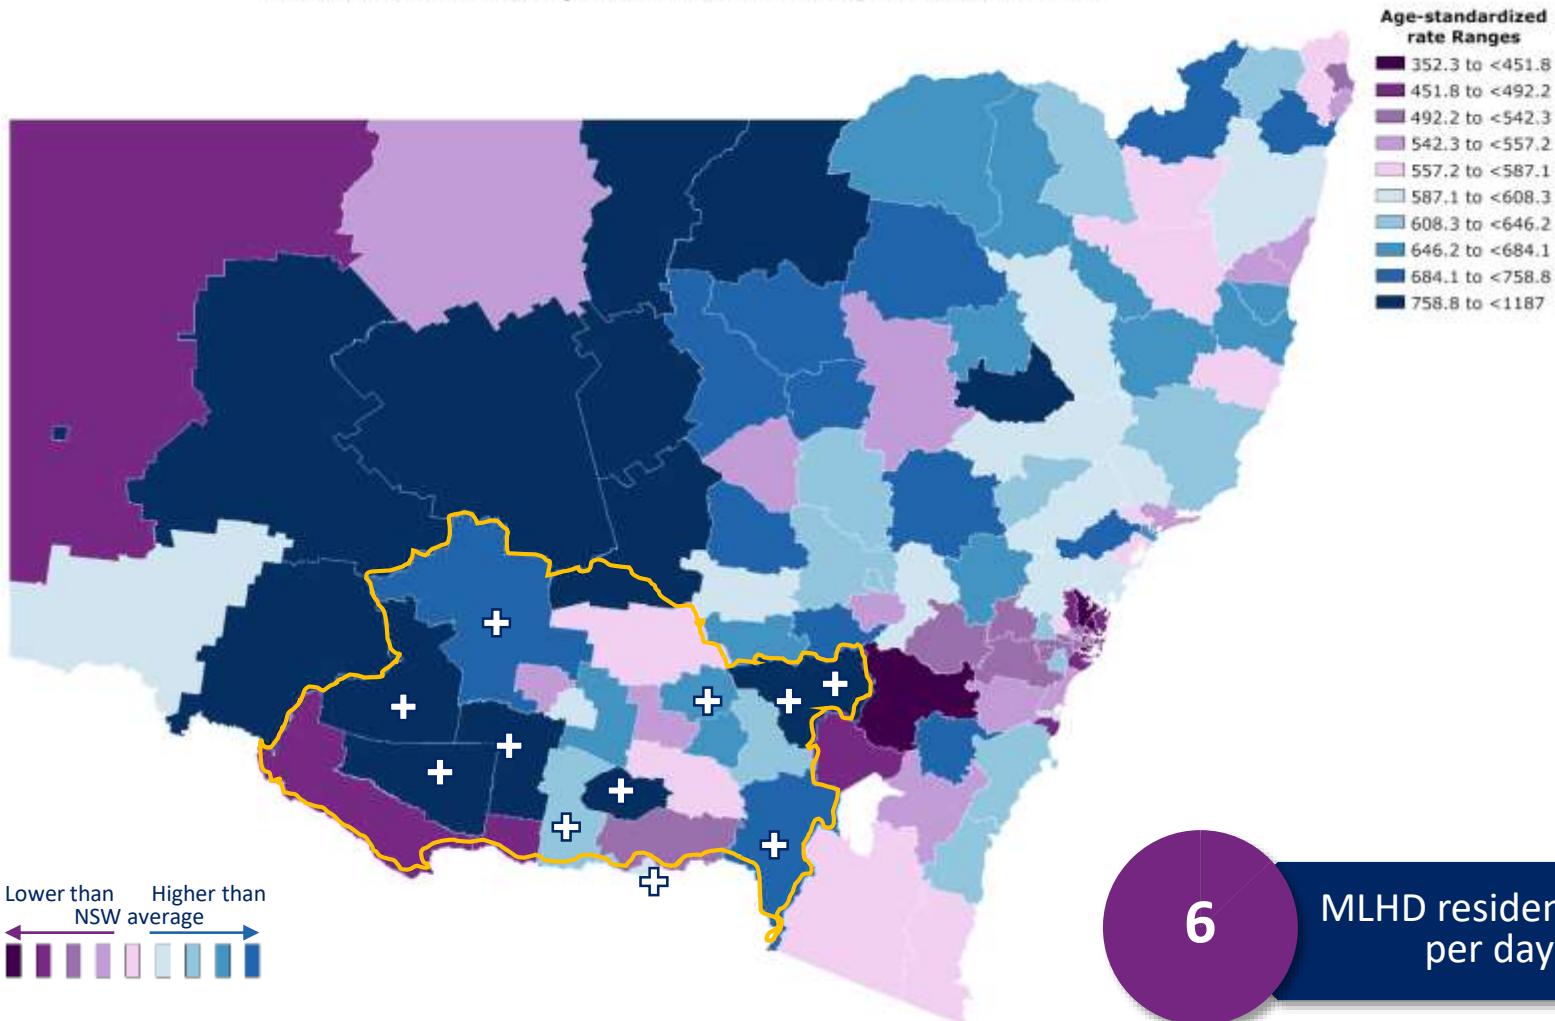 Age-standardized
rate Ranges
352.3 to <451.8
451.8 to <492.2
492.2 to <542.3
542.3 to <557.2
557.2 to <587.1
587.1 to <608.3
608.3 to <646.2
646.2 to <684.1
684.1 to <758.8
758.8 to <1187
Lower than Higher than
NSW average
6
MLHD
per day